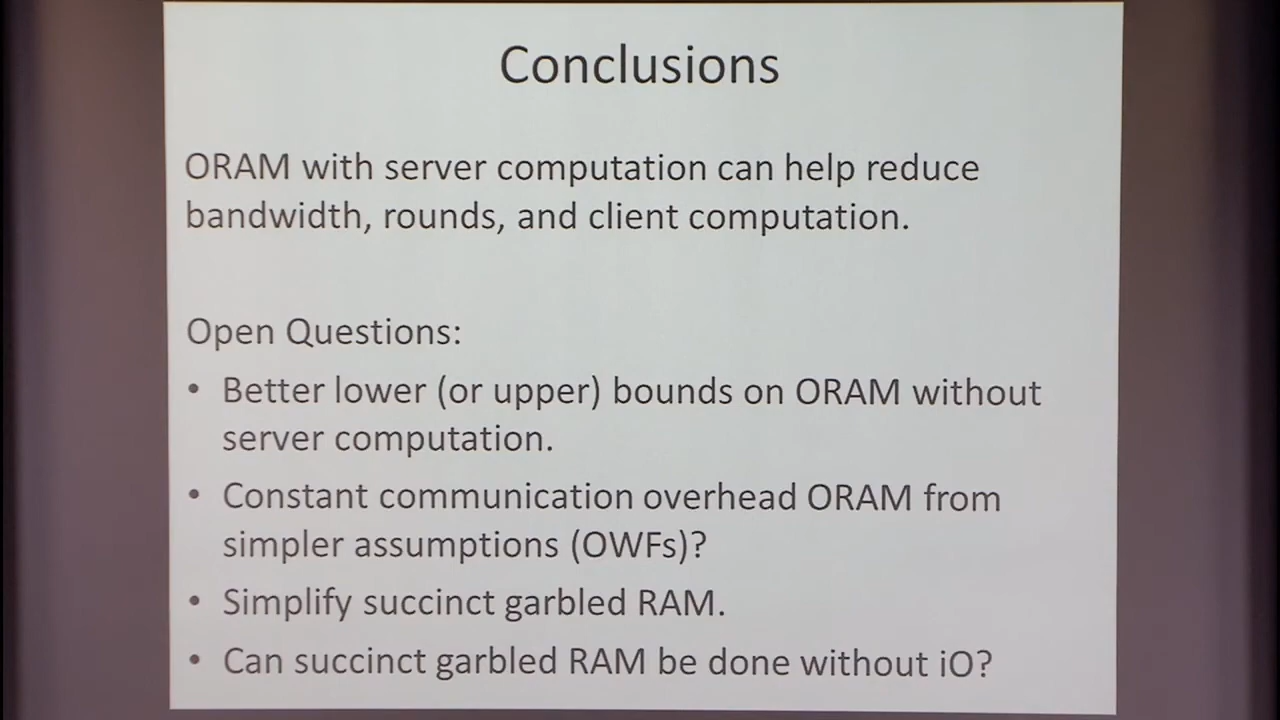 Conclusions
ORAM with server computation can help reduce
bandwidth, rounds, and client computation.
Open Questions:
• Better lower (or upper) bounds on ORAM without
server computation.
• Constant communication overhead ORAM from
simpler assumptions (OWFs)?
• Simplify succinct garbled RAM.
• Can succinct garbled RAM be done without iO?